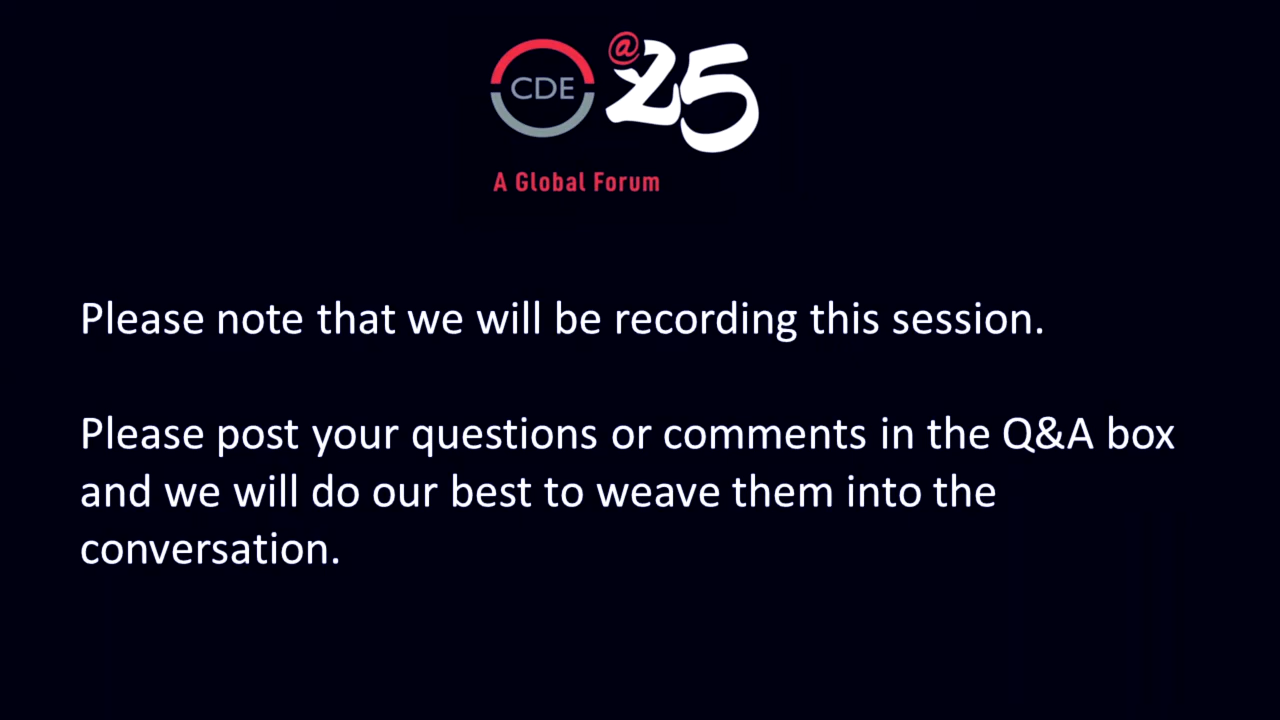 CDE @25
A Global Forum
Please note that we will be recording this session.
Please post your questions or comments in the Q&A box
and we will do our best to weave them into the
conversation.